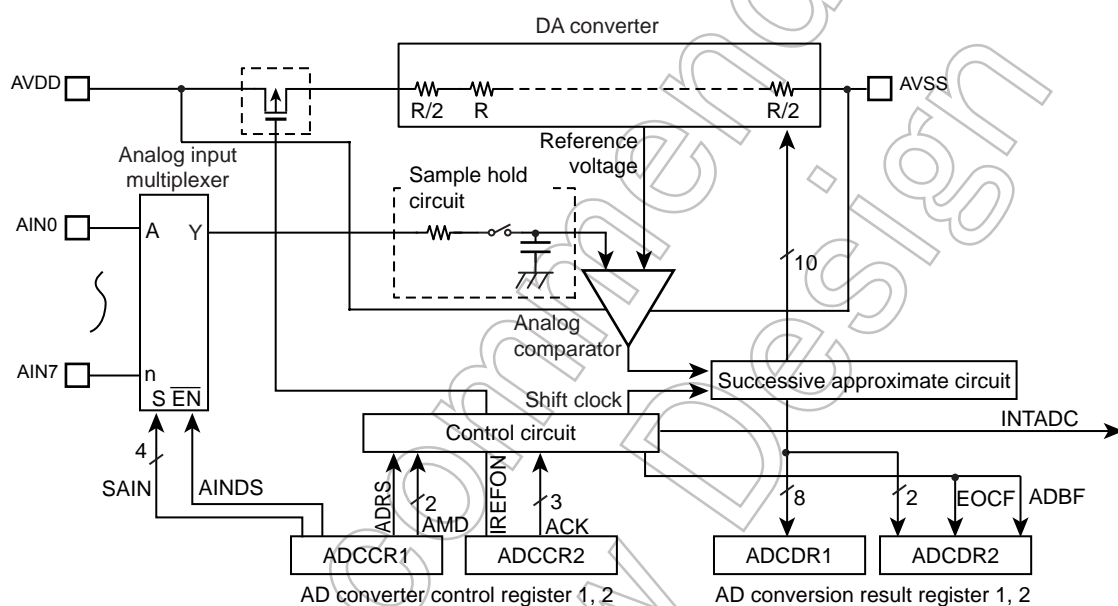 DA converter
AVDD
AVSS
R/2
R
R/2
Reference
voltage
Analog input
multiplexer
Sample hold
circuit
AIN0
A
Y
10
Analog
comparator
AIN7
n
S EN
Successive approximate circuit
Shift clock
Control circuit
INTADC
4
SAIN
AINDS
ADRS
2
AMD
IREFON
3
ACK
8
2
EOCF
ADBF
ADCCR1
ADCCR2
ADCDR1
ADCDR2
AD converter control register 1, 2
AD conversion result register 1, 2
commend
w Design